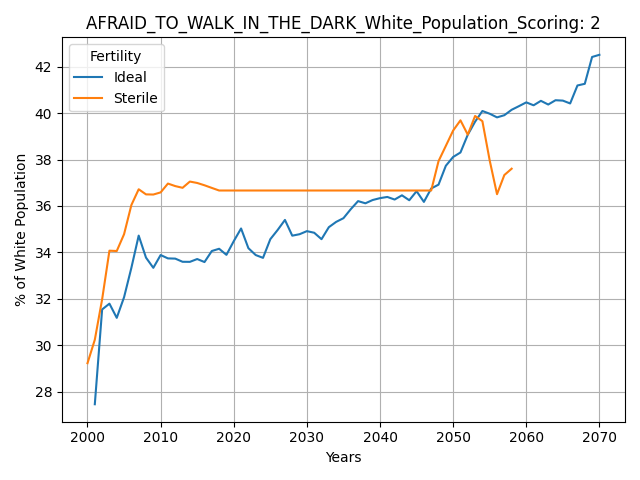 AFRAID_TO_WALK_IN_THE_DARK_White_Population_Scoring: 2
Fertility
Ideal
Sterile
% of White Population
42
40
38
36
34
32
30
28
2000 2010 2020 2030 2040 2050 2060 2070
Years